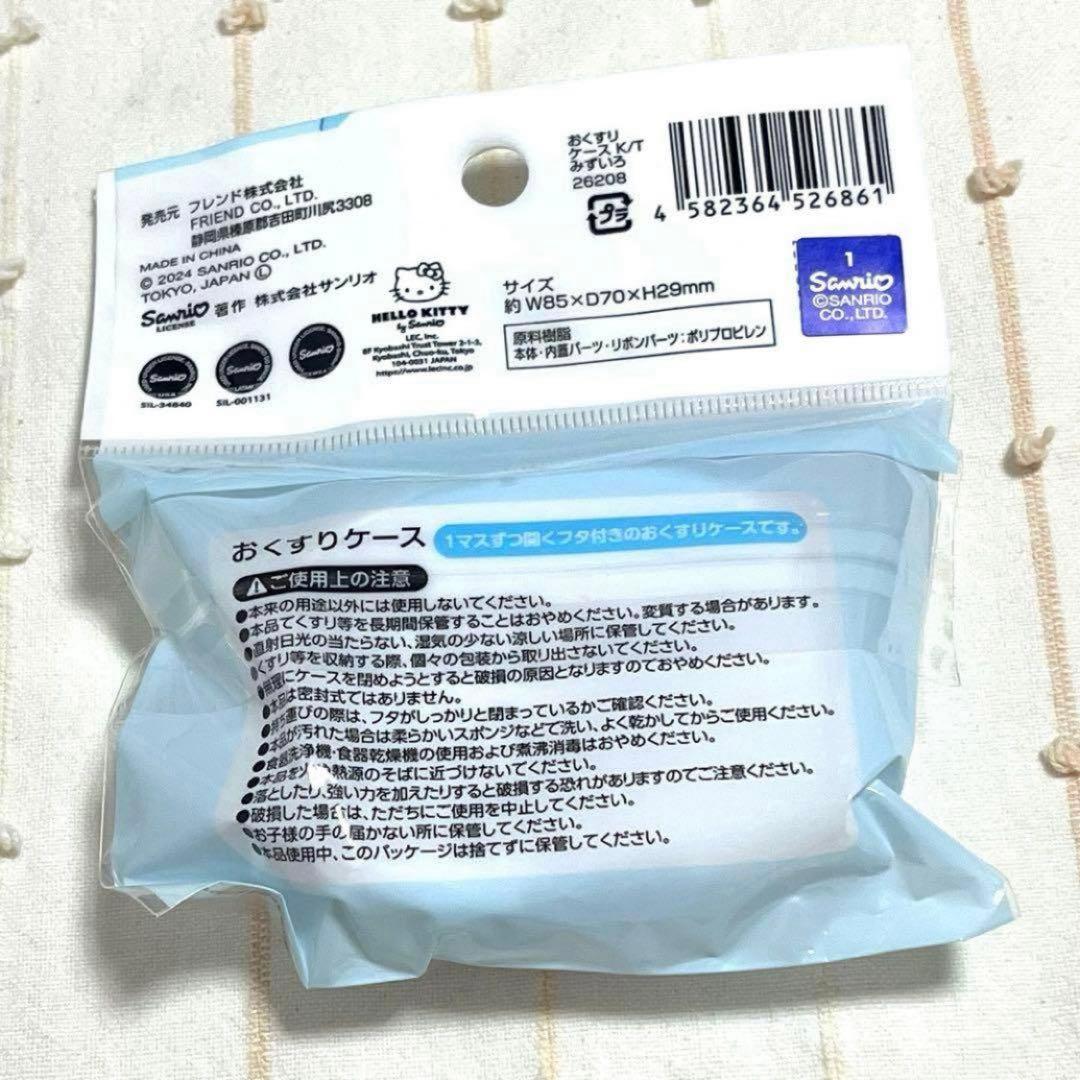 発売元 フレンド株式会社
FRIEND CO., LTD.
静岡県榛原郡吉田町川尻3308
MADE IN CHINA
© 2024 SANRIO CO., LTD.
TOKYO, JAPAN Ⓛ
Sanrio 著作 株式会社サンリオ
LICENSE
Sanrio
Sanrio
Sanrio
SIL-34640
SIL-001131
HELLO KITTY
by Sanrio
LEC, Inc.
8F Kyobashi Trust Tower 2-1-3,
Kyobashi, Chuo-ku, Tokyo
104-0031 JAPAN
https://www.lecinc.co.jp
おくすり
ケース K/T
みずいろ
26208
プラ
4 582364 526861
サイズ
約 W85×D70×H29mm
原料樹脂
本体・内蓋パーツ・リボンパーツ:ポリプロピレン
1
Sanrio
©SANRIO
CO., LTD.
おくすりケース 1マスずつ開くフタ付きのおくすりケースです。
ご使用上の注意
●本来の用途以外には使用しないてください。
●本品てくすり等を長期間保管することはおやめください。変質する場合があります。
●直射日光の当たらない、湿気の少ない涼しい場所に保管してください。
●くすり等を収納する際、個々の包装から取り出さないてください。
●無理にケースを閉めようとすると破損の原因となりますのておやめください。
●本品は密封式ではありません。
●持ち運びの際は、フタがしっかりと閉まっているかご確認ください。
●本品が汚れた場合は柔らかいスポンジなどて洗い、よく乾かしてからご使用ください。
●食器洗浄機・食器乾燥機の使用および煮沸消毒はおやめください。
●本品を火や熱源のそばに近づけないてください。
●落としたり、強い力を加えたりすると破損する恐れがありますのてご注意ください。
●破損した場合は、ただちにご使用を中止してください。
●お子様の手の届かない所に保管してください。
●本品使用中、このパッケージは捨てずに保管してください。